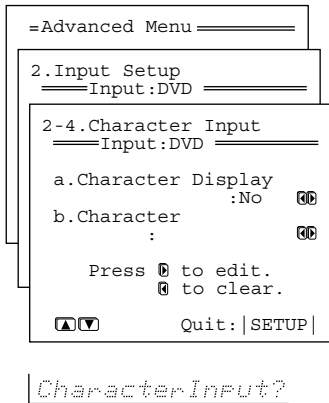 =Advanced Menu
2.Input Setup
Input:DVD
2-4.Character Input
Input:DVD
a.Character Display
:No
b.Character
:
Press to edit.
to clear.
Quit:|SETUP|
CharacterInput?